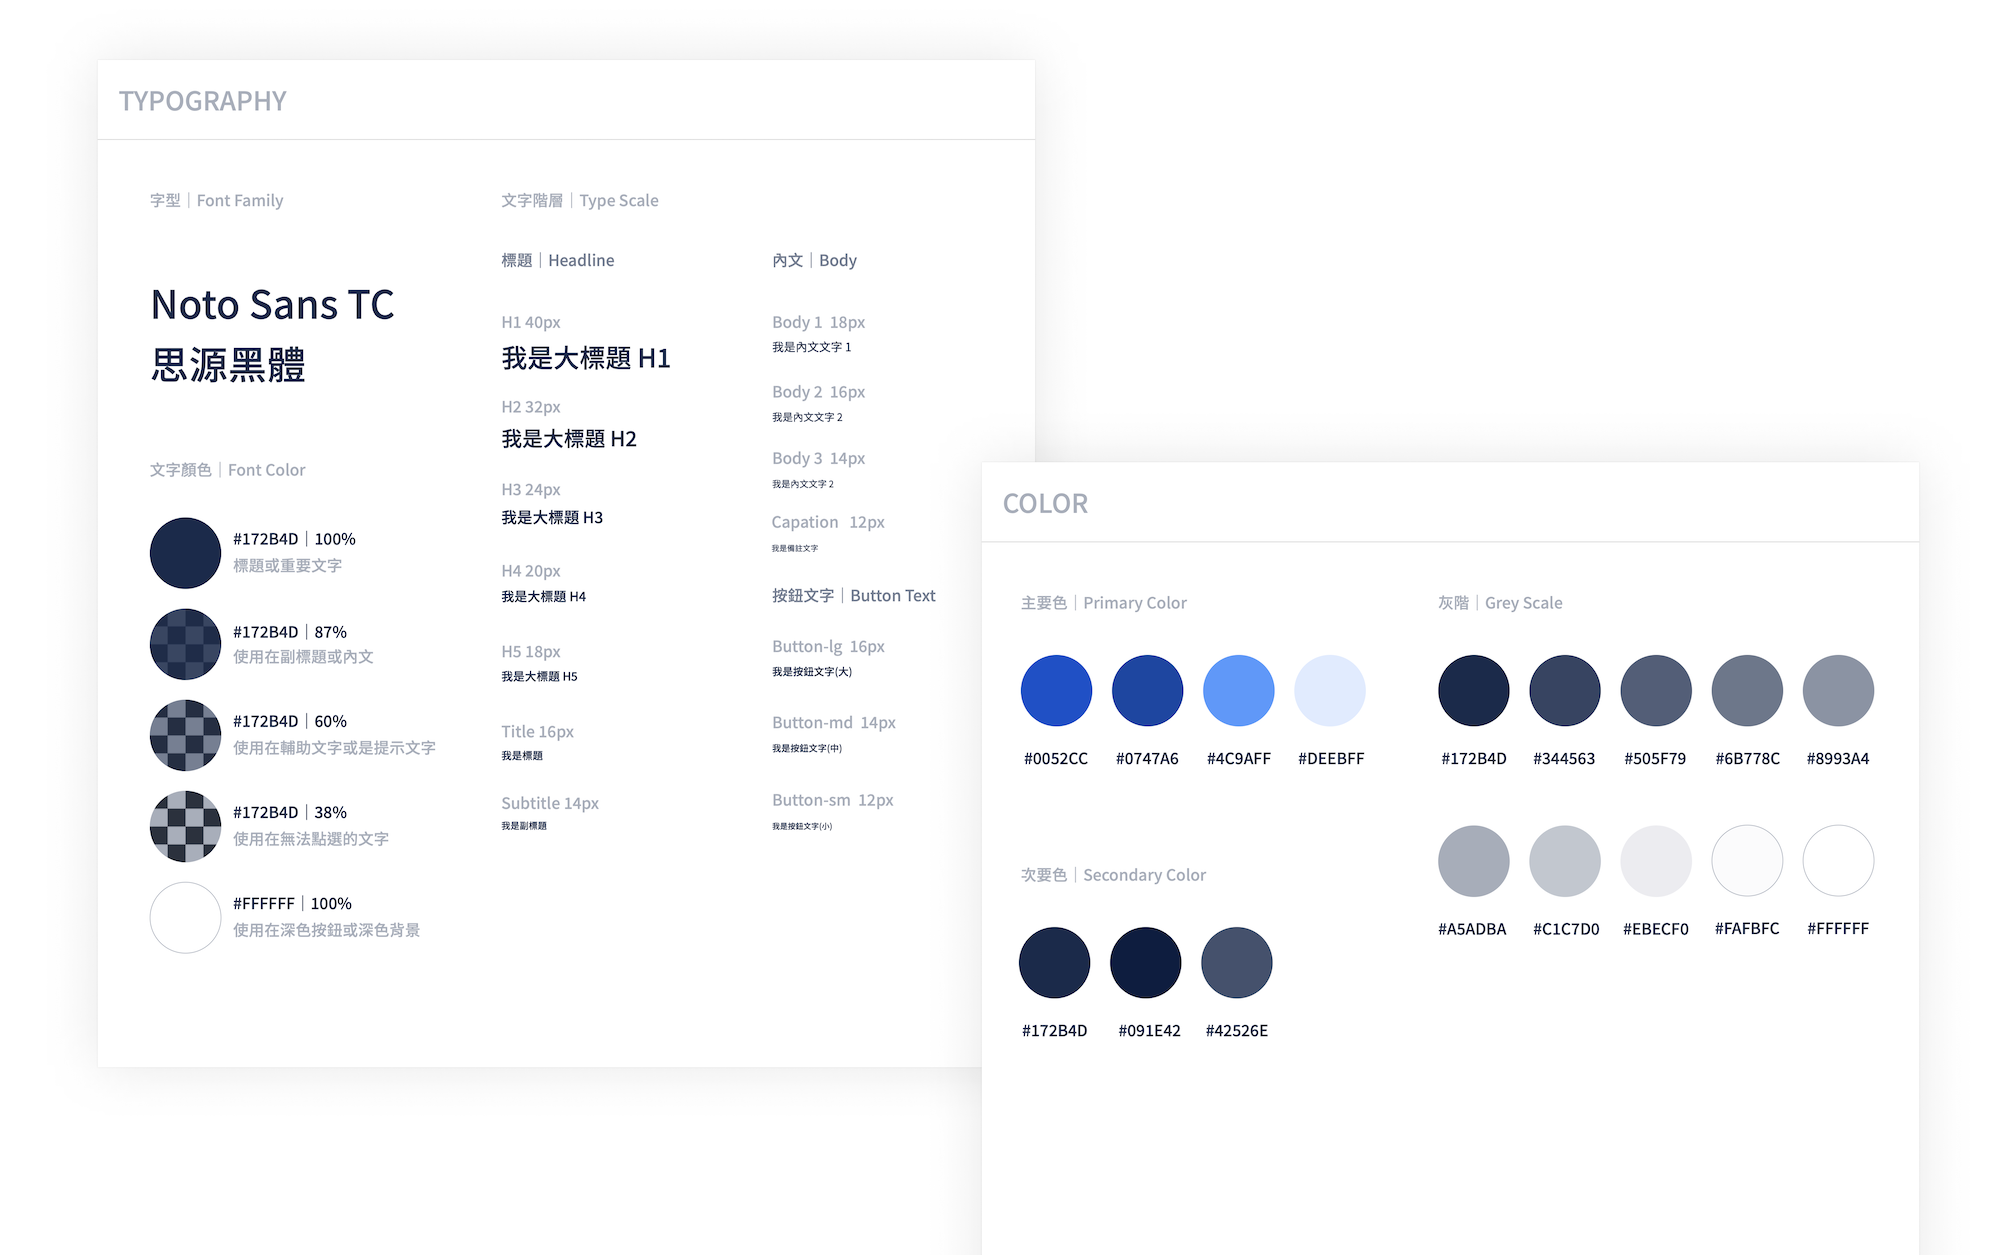 TYPOGRAPHY
字型｜Font Family
Noto Sans TC
思源黑體
文字顏色｜Font Color
#172B4D｜100%
標題或重要文字
#172B4D｜87%
使用在副標題或內文
#172B4D｜60%
使用在輔助文字或是提示文字
#172B4D｜38%
使用在無法點選的文字
#FFFFFF｜100%
使用在深色按鈕或深色背景
文字階層｜Type Scale
標題｜Headline
H1 40px
我是大標題 H1
H2 32px
我是大標題 H2
H3 24px
我是大標題 H3
H4 20px
我是大標題 H4
H5 18px
我是大標題 H5
Title 16px
我是標題
Subtitle 14px
我是副標題
內文｜Body
Body 1 18px
我是內文文字 1
Body 2 16px
我是內文文字 2
Body 3 14px
我是內文文字 2
Capation 12px
我是備註文字
按鈕文字｜Button Text
Button-lg 16px
我是按鈕文字(大)
Button-md 14px
我是按鈕文字(中)
Button-sm 12px
我是按鈕文字(小)
COLOR
主要色｜Primary Color
#0052CC #0747A6 #4C9AFF #DEEBFF
次要色｜Secondary Color
#172B4D #091E42 #42526E
灰階｜Grey Scale
#172B4D #344563 #505F79 #6B778C #8993A4
#A5ADBA #C1C7D0 #EBECF0 #FAFBFC #FFFFFF